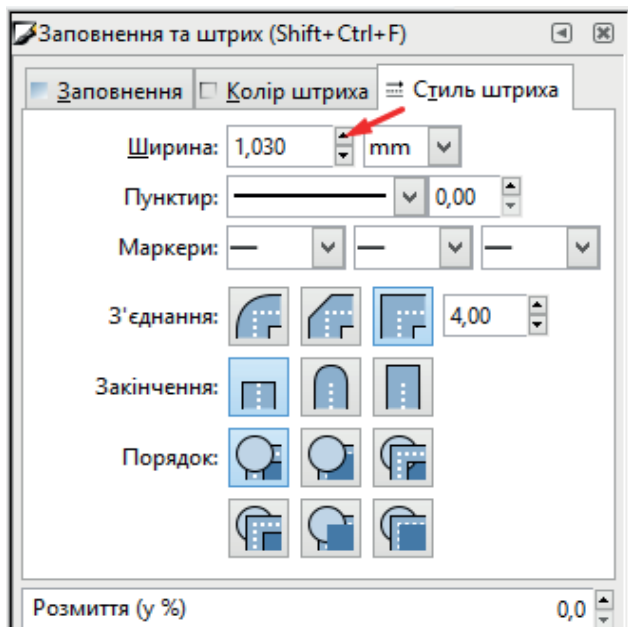 Заповнення та штрих (Shift+Ctrl+F)
Заповнення Колір штриха Стиль штриха
Ширина: 1,030 mm
Пунктир: 0,00
Маркери:
З'єднання: 4,00
Закінчення:
Порядок:
Розмиття (у %) 0,0